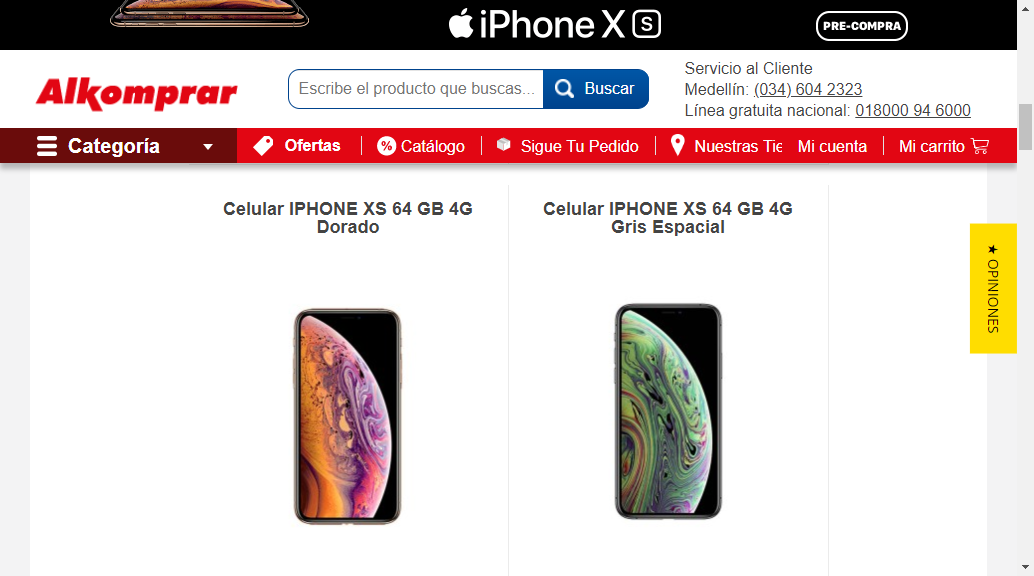 iPhone X S
PRE-COMPRA
Alkomprar
Escribe el producto que buscas...
Buscar
Servicio al Cliente
Medellín: (034) 604 2323
Línea gratuita nacional: 018000 94 6000
Categoría
Ofertas
% Catálogo
Sigue Tu Pedido
Nuestras Tie
Mi cuenta
Mi carrito
Celular IPHONE XS 64 GB 4G
Dorado
Celular IPHONE XS 64 GB 4G
Gris Espacial
★ OPINIONES